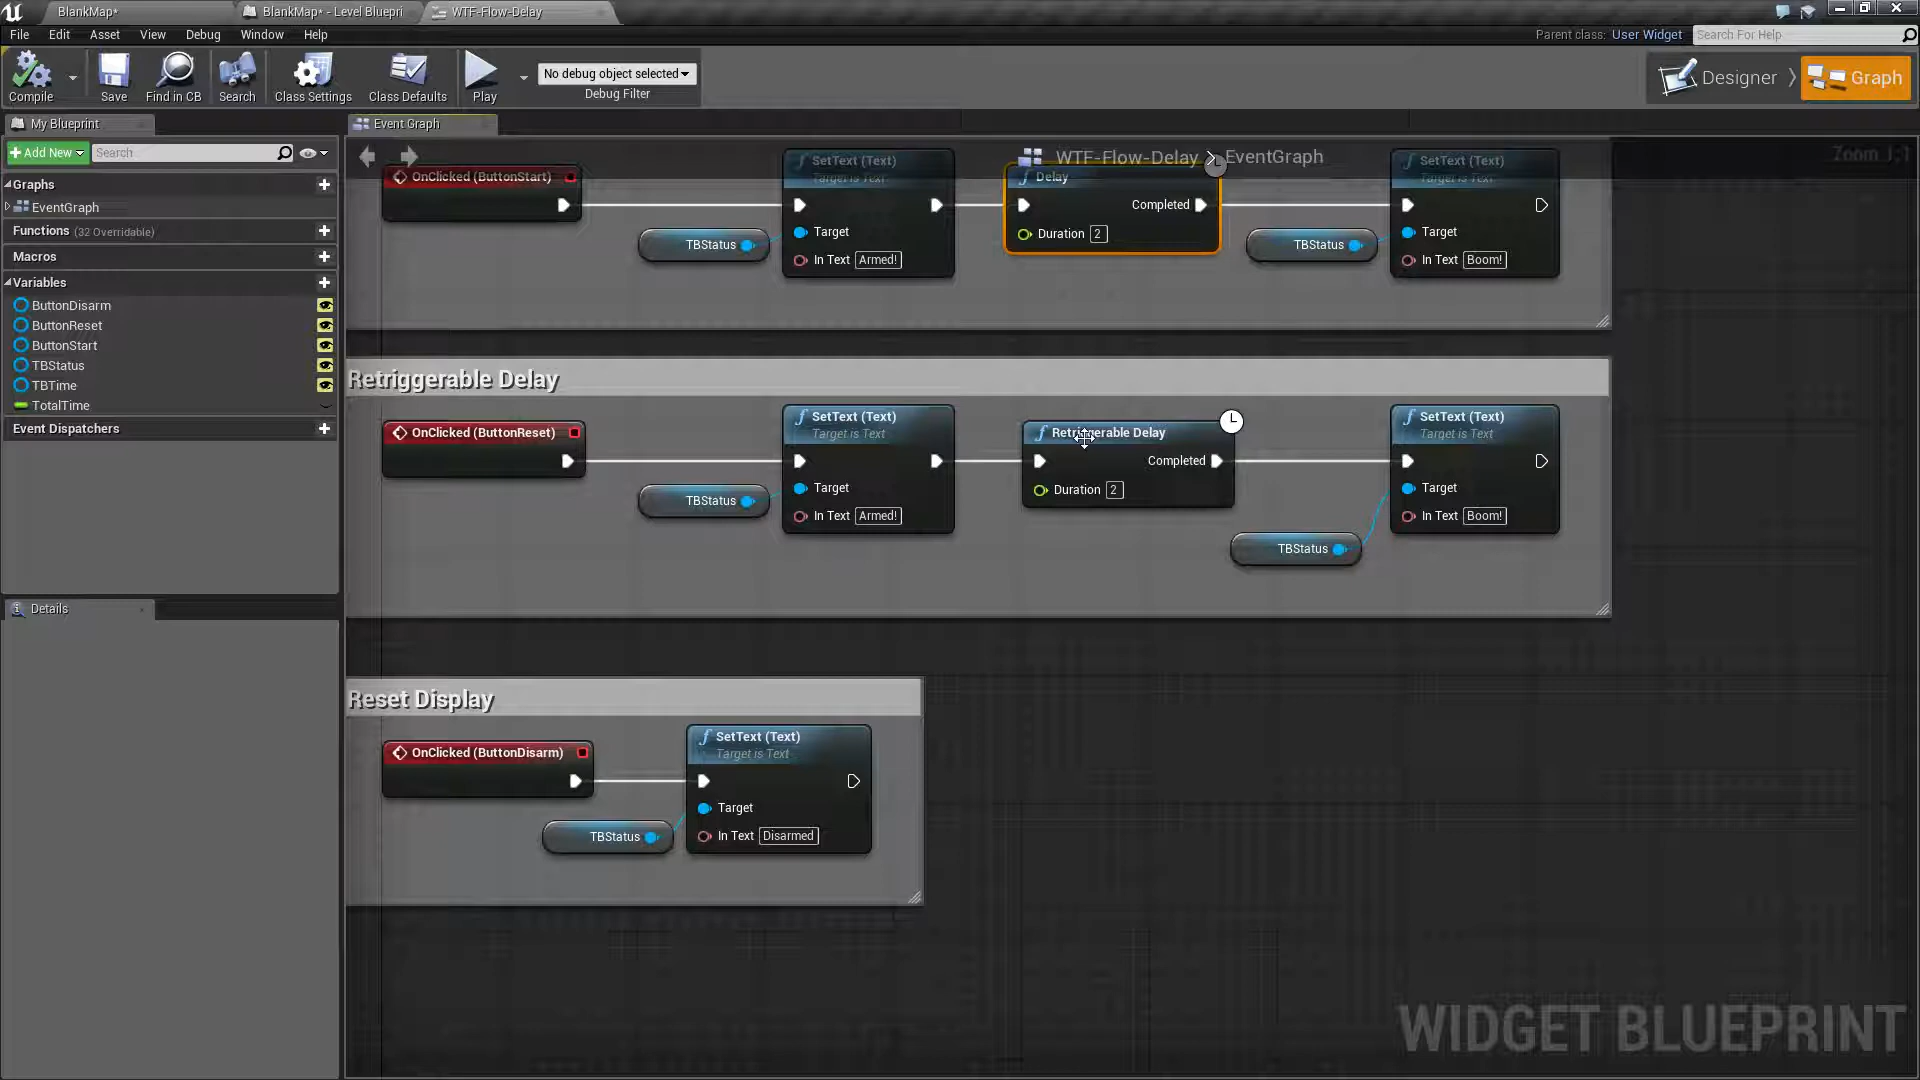 BlankMap*
BlankMap* - Level Bluepri
WTF-Flow-Delay
File Edit Asset View Debug Window Help
Parent class: User Widget
Search For Help
Compile
Save
Find in CB
Search
Class Settings
Class Defaults
Play
No debug object selected
Debug Filter
Designer
Graph
My Blueprint
Event Graph
Add New
Search
WTF-Flow-Delay > EventGraph
Zoom 1:1
Graphs
EventGraph
Functions (32 Overridable)
Macros
Variables
ButtonDisarm
ButtonReset
ButtonStart
TBStatus
TBTime
TotalTime
Event Dispatchers
Details
OnClicked (ButtonStart)
TBStatus
SetText (Text)
Target is Text
Target
In Text Armed!
Delay
Completed
Duration 2
TBStatus
SetText (Text)
Target is Text
Target
In Text Boom!
Retriggerable Delay
OnClicked (ButtonReset)
TBStatus
SetText (Text)
Target is Text
Target
In Text Armed!
Retriggerable Delay
Completed
Duration 2
TBStatus
SetText (Text)
Target is Text
Target
In Text Boom!
Reset Display
OnClicked (ButtonDisarm)
TBStatus
SetText (Text)
Target is Text
Target
In Text Disarmed
WIDGET BLUEPRINT